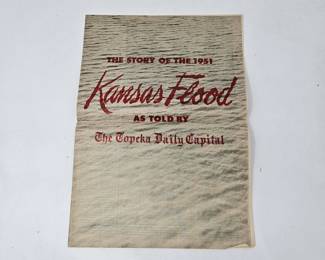 THE STORY OF THE 1951
Kansas Flood
AS TOLD BY
The Topeka Daily Capital